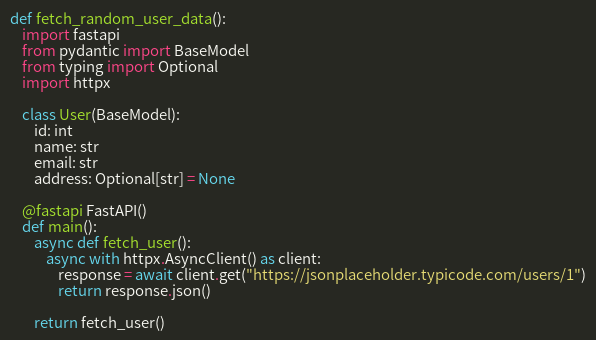 def fetch_random_user_data():
    import fastapi
    from pydantic import BaseModel
    from typing import Optional
    import httpx

    class User(BaseModel):
        id: int
        name: str
        email: str
        address: Optional[str] = None

    @fastapi FastAPI()
    def main():
        async def fetch_user():
            async with httpx.AsyncClient() as client:
                response = await client.get("https://jsonplaceholder.typicode.com/users/1")
                return response.json()

        return fetch_user()